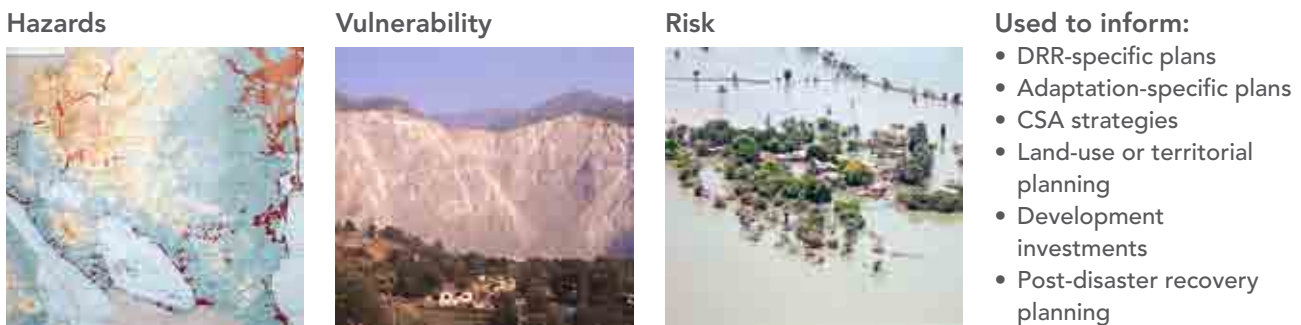 Hazards
Vulnerability
Risk
Used to inform:
• DRR-specific plans
• Adaptation-specific plans
• CSA strategies
• Land-use or territorial
planning
• Development
investments
• Post-disaster recovery
planning